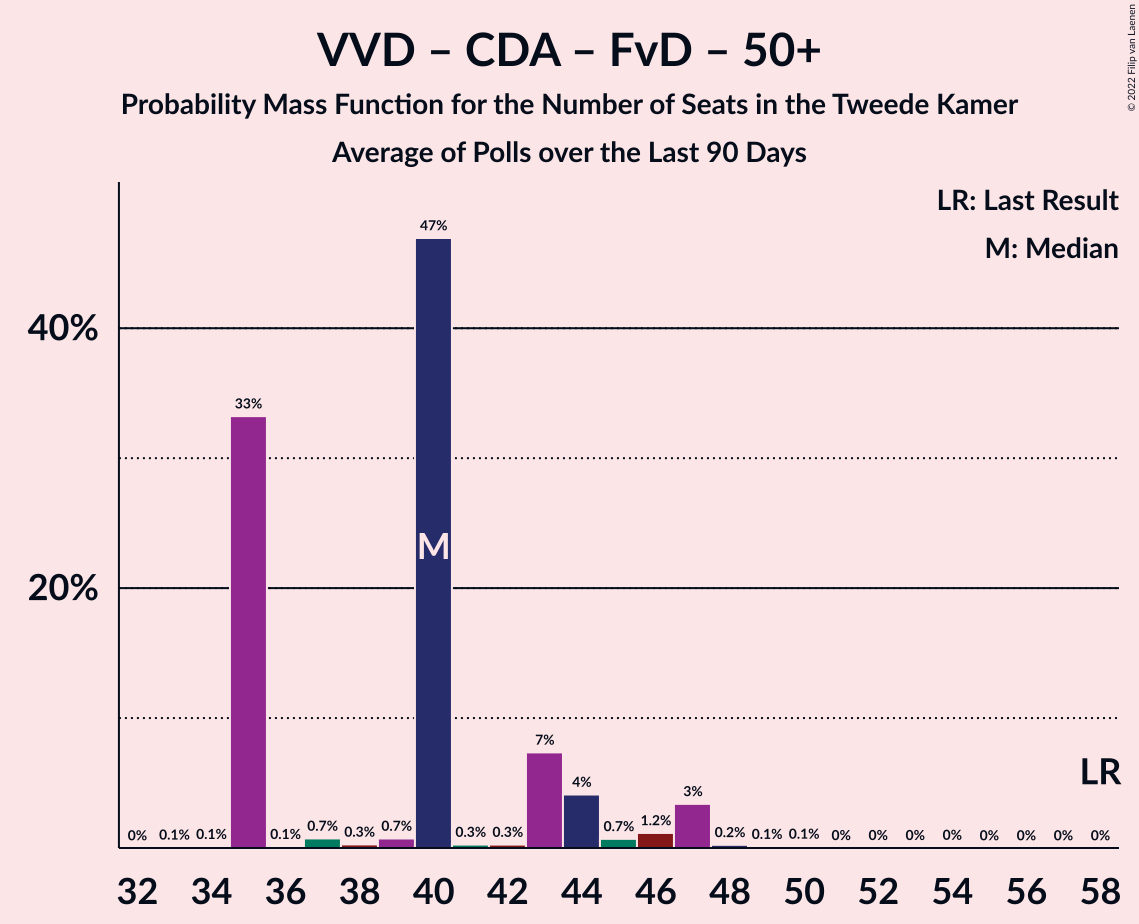 VVD – CDA – FvD – 50+
Probability Mass Function for the Number of Seats in the Tweede Kamer
Average of Polls over the Last 90 Days
© 2022 Filip van Laenen
LR: Last Result
M: Median
40%
20%
0% 0.1% 0.1% 33% 0.1% 0.7% 0.3% 0.7% 47% 0.3% 0.3% 7% 4% 0.7% 1.2% 3% 0.2% 0.1% 0.1% 0% 0% 0% 0% 0% 0% 0% 0%
M
LR
32 34 36 38 40 42 44 46 48 50 52 54 56 58